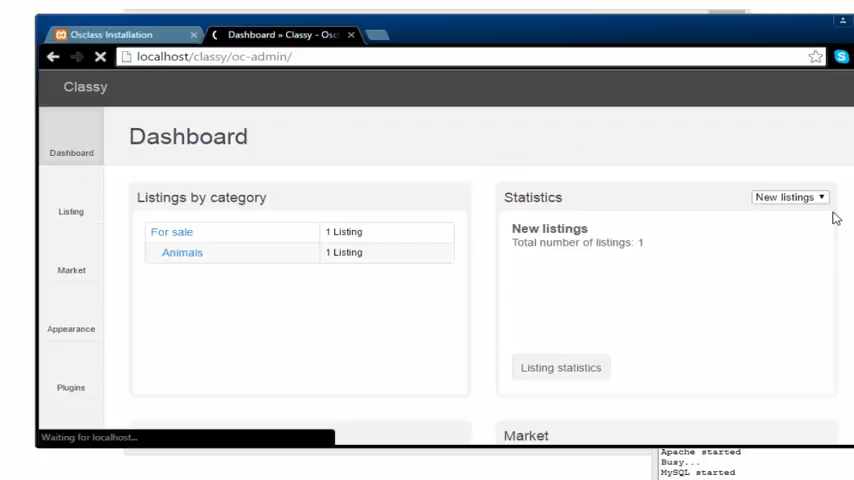 Osclass Installation
Dashboard » Classy - Osc
localhost/classy/oc-admin/
Classy
Dashboard
Dashboard
Listing
Market
Appearance
Plugins
Listings by category
For sale 1 Listing
Animals 1 Listing
Statistics
New listings
New listings
Total number of listings: 1
Listing statistics
Market
Waiting for localhost...
Apache started
Busy...
MySQL started